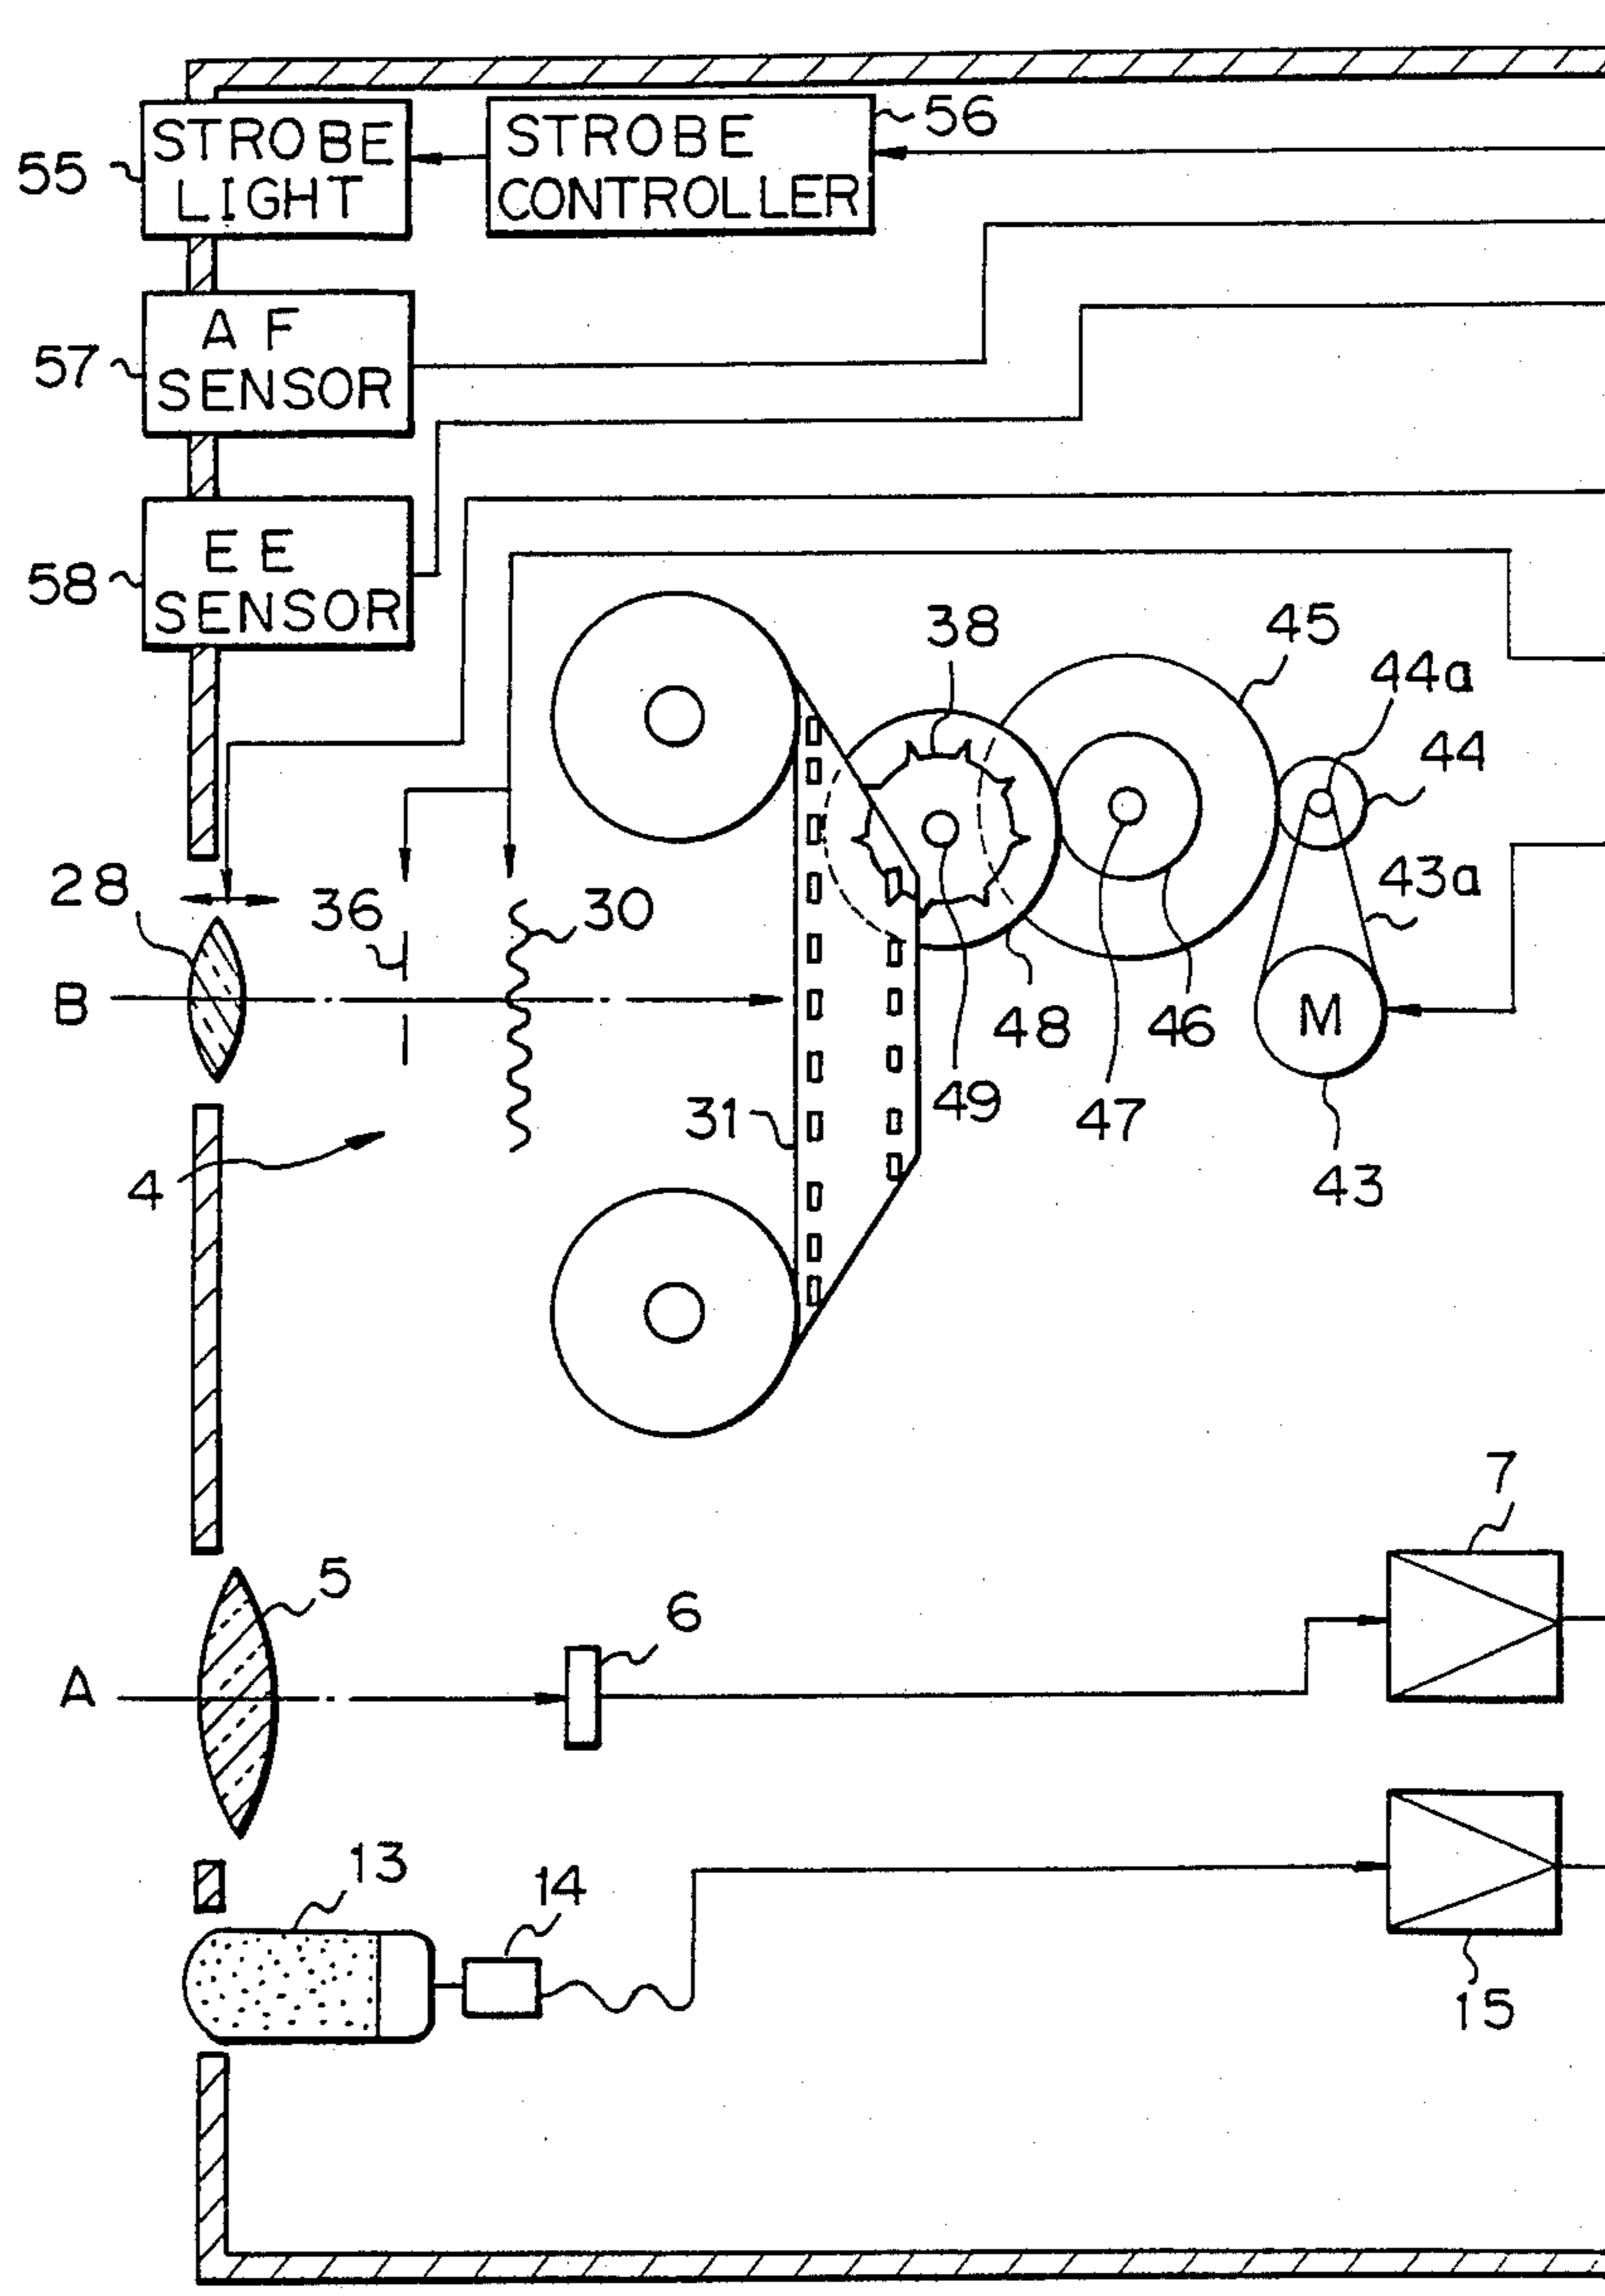 STROBE
LIGHT
55
STROBE
CONTROLLER
56
A F
SENSOR
57
E E
SENSOR
58
38
45
44a
44
28
36
30
43a
B
M
48
46
49
47
31
43
4
7
5
6
A
13
14
15